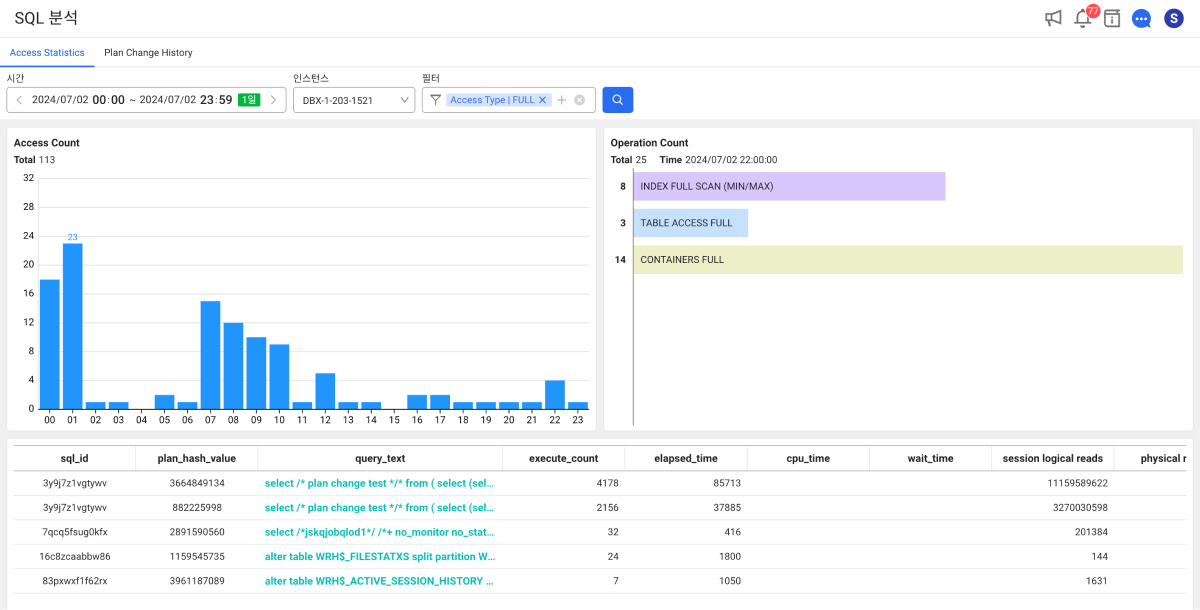 SQL 분석
77
S
Access Statistics Plan Change History
시간 인스턴스 필터
2024/07/02 00:00 ~ 2024/07/02 23:59 1일 DBX-1-203-1521 Access Type | FULL
Access Count
Total 113
32
28
24
20
16
12
8
4
0
23
00 01 02 03 04 05 06 07 08 09 10 11 12 13 14 15 16 17 18 19 20 21 22 23
Operation Count
Total 25 Time 2024/07/02 22:00:00
8 INDEX FULL SCAN (MIN/MAX)
3 TABLE ACCESS FULL
14 CONTAINERS FULL
sql_id plan_hash_value query_text execute_count elapsed_time cpu_time wait_time session logical reads physical r
3y9j7z1vgtywv 3664849134 select /* plan change test */* from ( select (sel... 4178 85713 11159589622
3y9j7z1vgtywv 882225998 select /* plan change test */* from ( select (sel... 2156 37885 3270030598
7qcq5fsug0kfx 2891590560 select /*jskqjobqlod1*/ /*+ no_monitor no_stat... 32 416 201384
16c8zcaabbw86 1159545735 alter table WRH$_FILESTATXS split partition W... 24 1800 144
83pxwxf1f62rx 3961187089 alter table WRH$_ACTIVE_SESSION_HISTORY ... 7 1050 1631